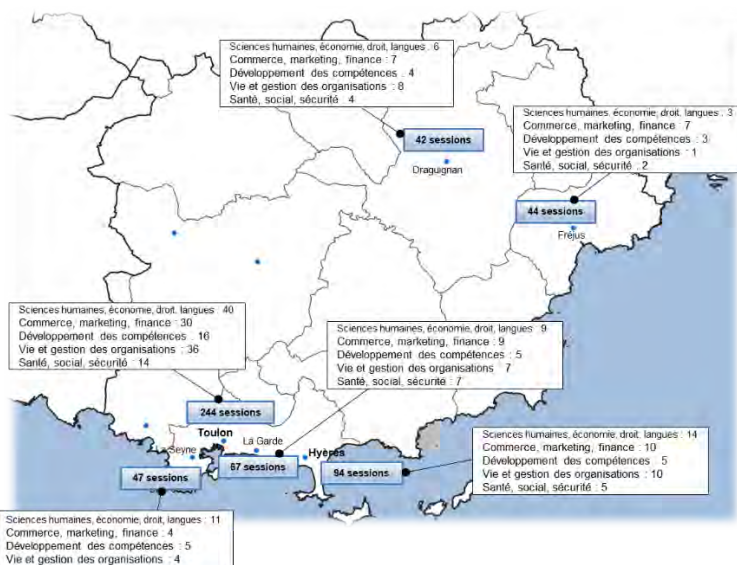 Sciences humaines, économie, droit, langues : 6
Commerce, marketing, finance : 7
Développement des compétences : 4
Vie et gestion des organisations : 8
Santé, social, sécurité : 4
42 sessions
Draguignan
Sciences humaines, économie, droit, langues : 3
Commerce, marketing, finance : 7
Développement des compétences : 3
Vie et gestion des organisations : 1
Santé, social, sécurité : 2
44 sessions
Fréjus
Sciences humaines, économie, droit, langues : 40
Commerce, marketing, finance : 30
Développement des compétences : 16
Vie et gestion des organisations : 36
Santé, social, sécurité : 14
244 sessions
Toulon
Sciences humaines, économie, droit, langues : 9
Commerce, marketing, finance : 9
Développement des compétences : 5
Vie et gestion des organisations : 7
Santé, social, sécurité : 7
La Garde
67 sessions
Hyères
La Seyne
47 sessions
Sciences humaines, économie, droit, langues : 14
Commerce, marketing, finance : 10
Développement des compétences : 5
Vie et gestion des organisations : 10
Santé, social, sécurité : 5
sessions
Sciences humaines, économie, droit, langues : 11
Commerce, marketing, finance : 4
Développement des compétences : 5
Vie et gestion des organisations : 4